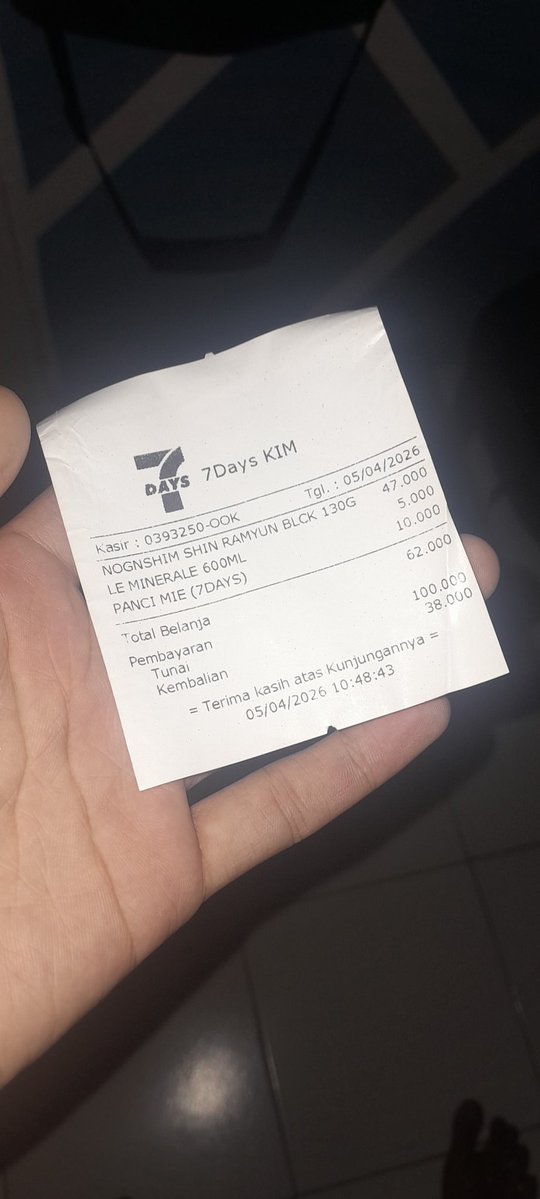 7
DAYS
7Days KIM
Kasir : 0393250-OOK Tgl. : 05/04/2026
NOGNSHIM SHIN RAMYUN BLCK 130G 47.000
LE MINERALE 600ML 5.000
PANCI MIE (7DAYS) 10.000
Total Belanja 62.000
Pembayaran
Tunai 100.000
Kembalian 38.000
= Terima kasih atas Kunjungannya =
05/04/2026 10:48:43